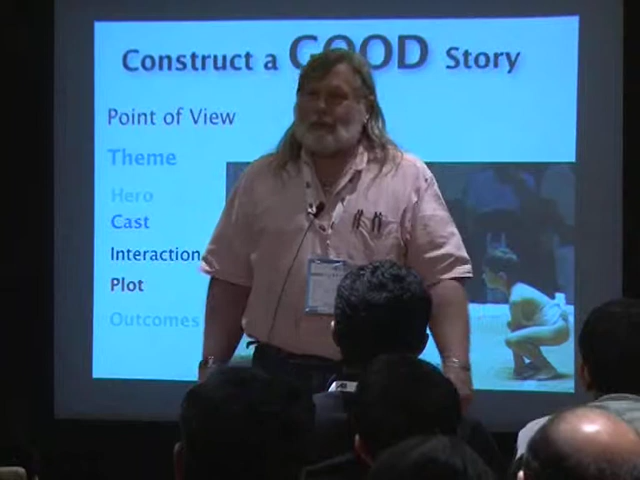 Construct a GOOD Story
Point of View
Theme
Hero
Cast
Interaction
Plot
Outcomes